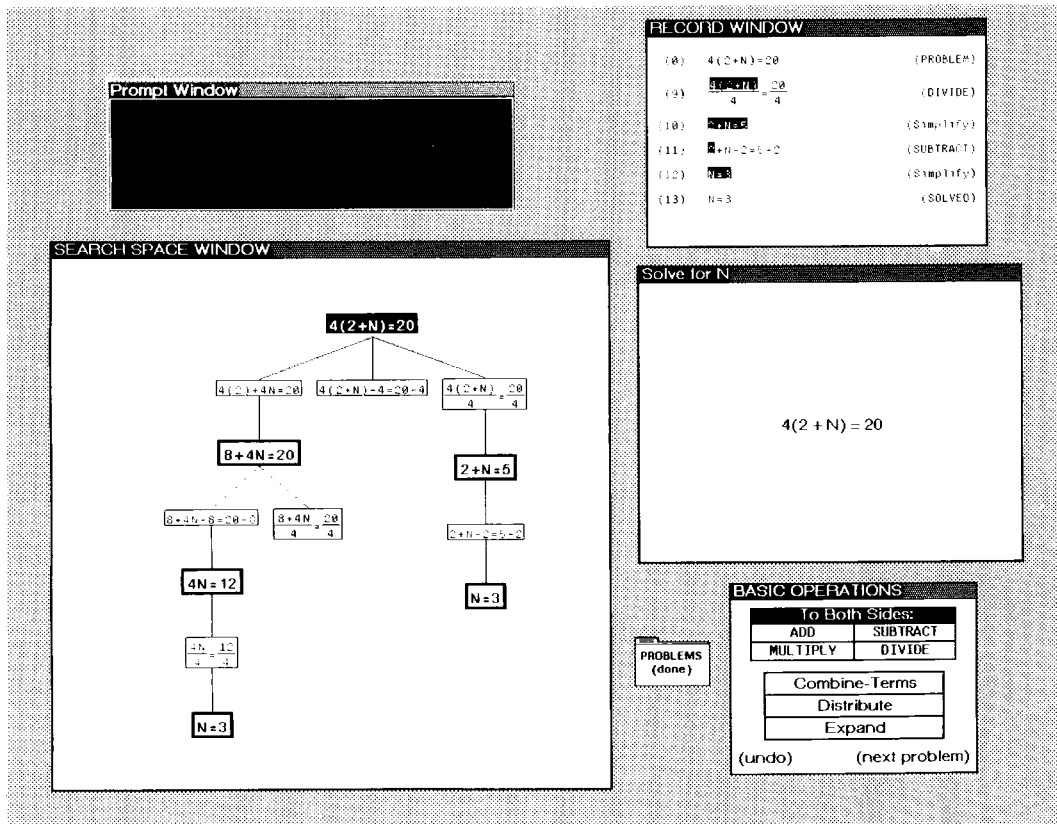 RECORD WINDOW
(0) 4(2+N)=20 (PROBLEM)
(9) 4(2+N)/4 = 20/4 (DIVIDE)
(10) 2+N=5 (Simplify)
(11) 2+N-2=5-2 (SUBTRACT)
(12) N=3 (Simplify)
(13) N=3 (SOLVED)
Prompt Window
SEARCH SPACE WINDOW
4(2+N)=20
4(2)+4N=20 4(2+N)-4=20-4 4(2+N)/4 = 20/4
8+4N=20 2+N=5
8+4N-8=20-8 8+4N/4 = 20/4 2+N-2=5-2
4N=12 N=3
4N/4 = 12/4
N=3
Solve for N
4(2 + N) = 20
PROBLEMS
(done)
BASIC OPERATIONS
To Both Sides:
ADD SUBTRACT
MULTIPLY DIVIDE
Combine-Terms
Distribute
Expand
(undo) (next problem)